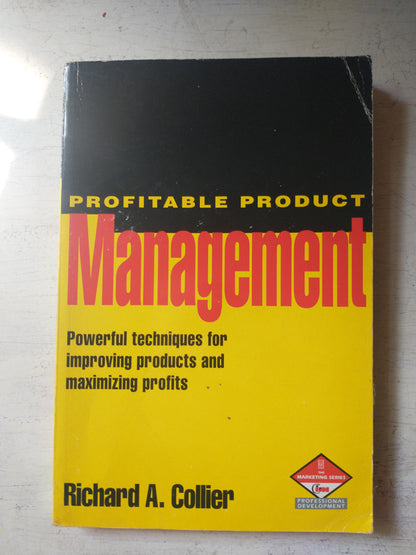 PROFITABLE PRODUCT
Management
Powerful techniques for
improving products and
maximizing profits
Richard A. Collier
THE
MARKETING SERIES
PROFESSIONAL
DEVELOPMENT